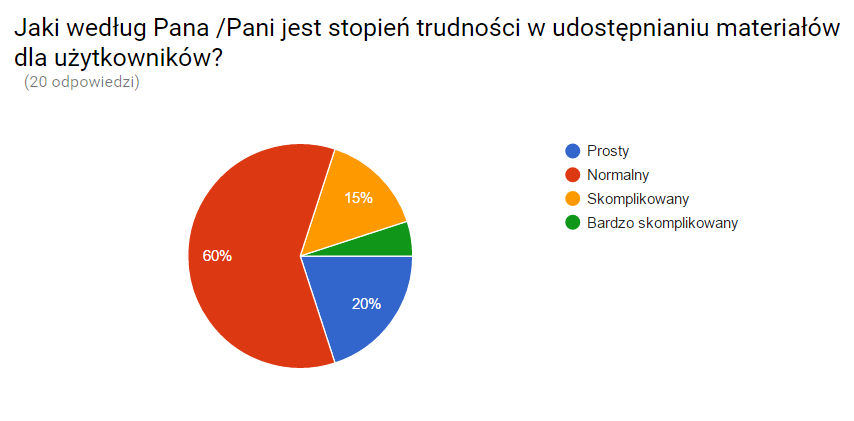 Jaki według Pana /Pani jest stopień trudności w udostępnianiu materiałów
dla użytkowników?
(20 odpowiedzi)
Prosty
Normalny
Skomplikowany
Bardzo skomplikowany
15%
60%
20%